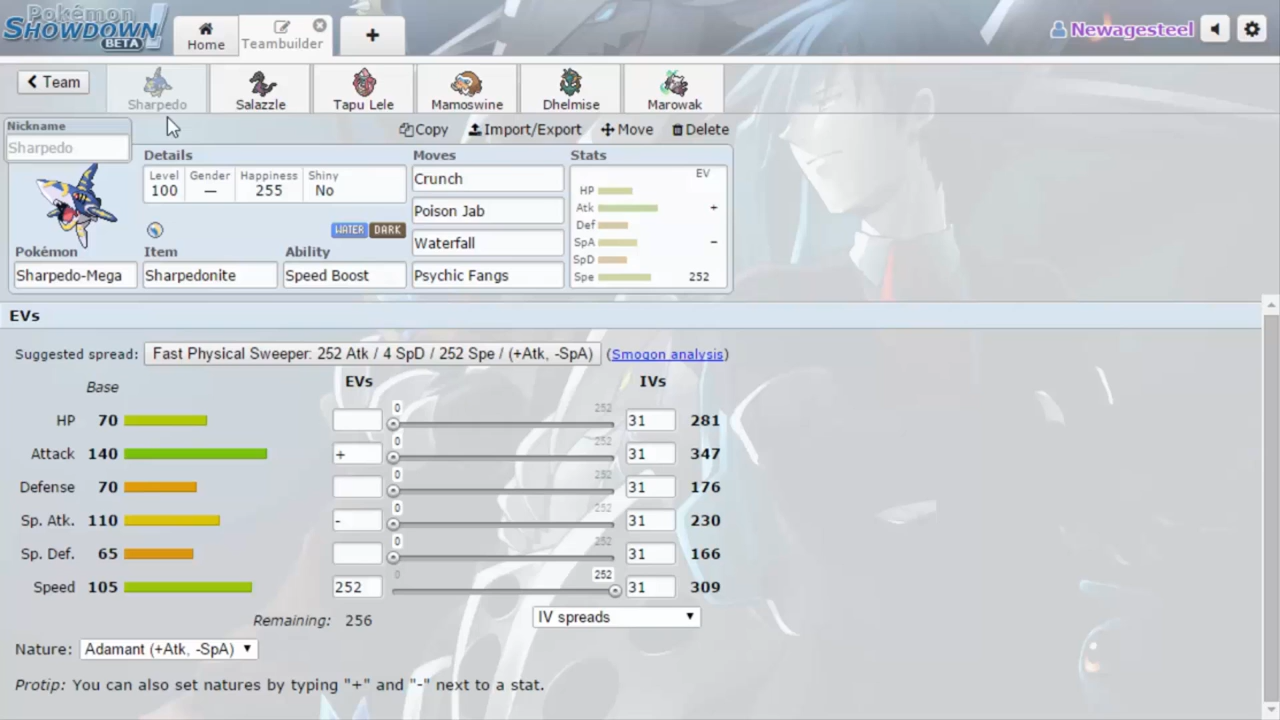 Pokémon
SHOWDOWN!
BETA
Home
Teambuilder
+
Newagesteel
Team
Sharpedo
Salazzle
Tapu Lele
Mamoswine
Dhelmise
Marowak
Nickname
Sharpedo
Copy Import/Export Move Delete
Details
Level Gender Happiness Shiny
100 — 255 No
WATER DARK
Pokémon Item Ability
Sharpedo-Mega Sharpedonite Speed Boost
Moves
Crunch
Poison Jab
Waterfall
Psychic Fangs
Stats
EV
HP
Atk +
Def
SpA −
SpD
Spe 252
EVs
Suggested spread: Fast Physical Sweeper: 252 Atk / 4 SpD / 252 Spe / (+Atk, -SpA) (Smogon analysis)
Base EVs IVs
HP 70 0 252 31 281
Attack 140 + 0 252 31 347
Defense 70 0 252 31 176
Sp. Atk. 110 - 0 252 31 230
Sp. Def. 65 0 252 31 166
Speed 105 252 0 252 31 309
Remaining: 256 IV spreads
Nature: Adamant (+Atk, -SpA)
Protip: You can also set natures by typing "+" and "-" next to a stat.